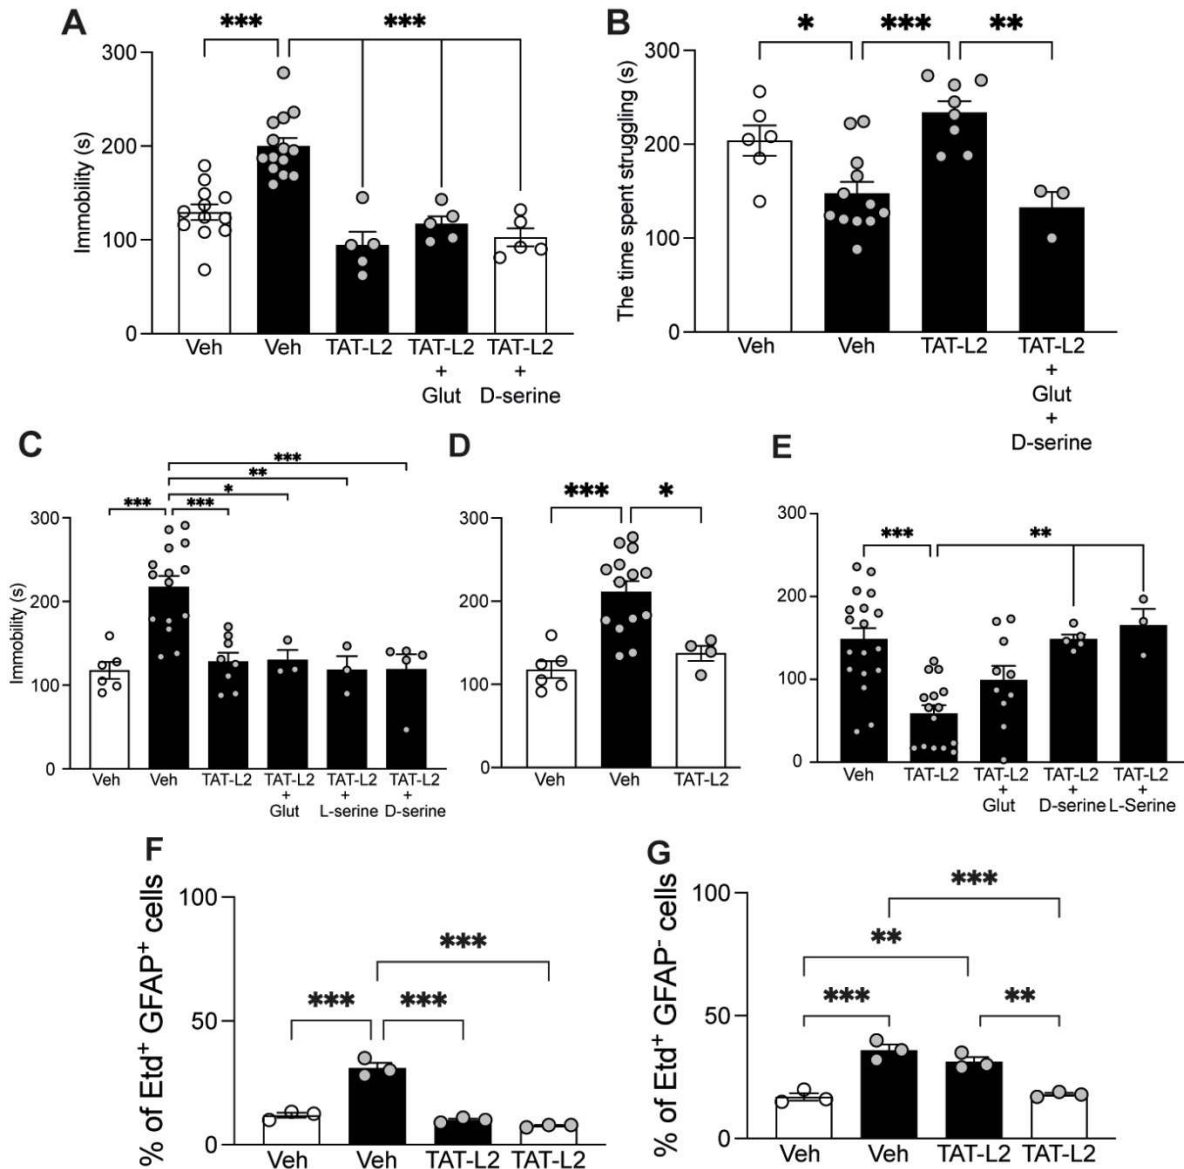 A
*** ***
Immobility (s)
300
200
100
0
Veh Veh TAT-L2 TAT-L2 TAT-L2
+ +
Glut D-serine
B
* *** **
The time spent struggling (s)
300
200
100
0
Veh Veh TAT-L2 TAT-L2
+
Glut
+
D-serine
C
***
**
*
*** ***
Immobility (s)
300
200
100
0
Veh Veh TAT-L2 TAT-L2 TAT-L2 TAT-L2
+ + +
Glut L-serine D-serine
D
*** *
300
200
100
0
Veh Veh TAT-L2
E
*** **
300
200
100
0
Veh TAT-L2 TAT-L2 TAT-L2 TAT-L2
+ + +
Glut D-serine L-Serine
F
% of Etd+ GFAP+ cells
100
50
0
***
*** ***
Veh Veh TAT-L2 TAT-L2
G
% of Etd+ GFAP- cells
100
50
0
***
**
*** **
Veh Veh TAT-L2 TAT-L2